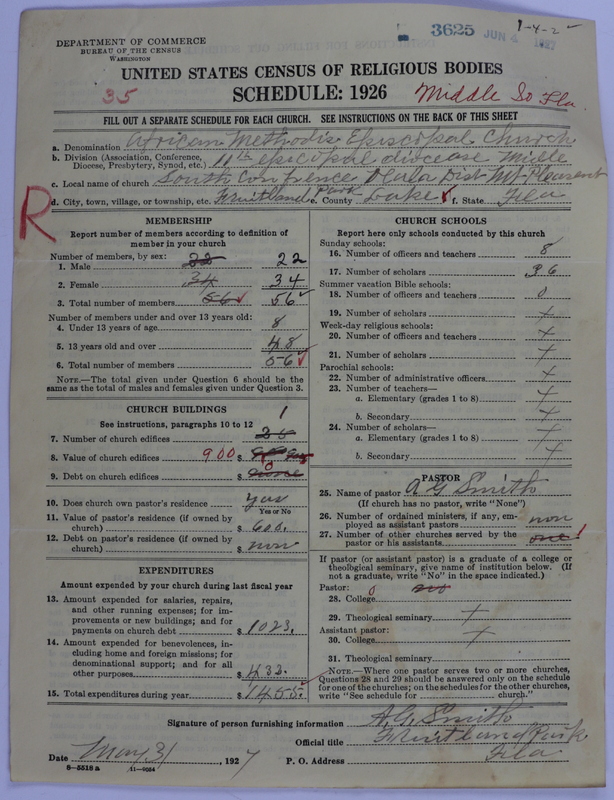 3625 JUN 4 1927
1-4-2 ✓
DEPARTMENT OF COMMERCE
BUREAU OF THE CENSUS
WASHINGTON
UNITED STATES CENSUS OF RELIGIOUS BODIES
35 SCHEDULE: 1926 Middle So Fla
FILL OUT A SEPARATE SCHEDULE FOR EACH CHURCH. SEE INSTRUCTIONS ON THE BACK OF THIS SHEET
a. Denomination African Methodis Episcopal Church
b. Division (Association, Conference, Diocese, Presbytery, Synod, etc.) 11th episcopal diocease
c. Local name of church South Confrence Ocala Dist Mt Pleasent
d. City, town, village, or township, etc. Fruitland Park e. County Lake ✓ f. State Fla
R
MEMBERSHIP
Report number of members according to definition of member in your church
Number of members, by sex:
1. Male 22 22
2. Female 34 34
3. Total number of members 56 ✓ 56 ✓
Number of members under and over 13 years old:
4. Under 13 years of age 8
5. 13 years old and over 48
6. Total number of members 56 ✓
NOTE.—The total given under Question 6 should be the same as the total of males and females given under Question 3.
CHURCH BUILDINGS
See instructions, paragraphs 10 to 12
7. Number of church edifices 1
8. Value of church edifices 900 $
9. Debt on church edifices $ 0 none
10. Does church own pastor's residence yes
Yes or No
11. Value of pastor's residence (if owned by church) $ 600.
12. Debt on pastor's residence (if owned by church) $ non
EXPENDITURES
Amount expended by your church during last fiscal year
13. Amount expended for salaries, repairs, and other running expenses; for improvements or new buildings; and for payments on church debt $ 1023.
14. Amount expended for benevolences, including home and foreign missions; for denominational support; and for all other purposes $ 432.
15. Total expenditures during year $ 1455. ✓
CHURCH SCHOOLS
Report here only schools conducted by this church
Sunday schools:
16. Number of officers and teachers 8
17. Number of scholars 36
Summer vacation Bible schools:
18. Number of officers and teachers 0
19. Number of scholars +
Week-day religious schools:
20. Number of officers and teachers +
21. Number of scholars +
Parochial schools:
22. Number of administrative officers +
23. Number of teachers—
a. Elementary (grades 1 to 8) +
b. Secondary +
24. Number of scholars—
a. Elementary (grades 1 to 8) +
b. Secondary +
PASTOR
25. Name of pastor A G Smith
(If church has no pastor, write "None")
26. Number of ordained ministers, if any, employed as assistant pastors non
27. Number of other churches served by the pastor or his assistants one 1
If pastor (or assistant pastor) is a graduate of a college or theological seminary, give name of institution below. (If not a graduate, write "No" in the space indicated.)
Pastor:
28. College 0 no
29. Theological seminary +
Assistant pastor:
30. College +
31. Theological seminary
NOTE.—Where one pastor serves two or more churches, Questions 28 and 29 should be answered only on the schedule for one of the churches; on the schedules for the other churches, write "See schedule for ______ church."
Signature of person furnishing information A. G. Smith
Official title Fruitland Park
Date May 31, 1927 P. O. Address Fla
8—5518 a 11—9064